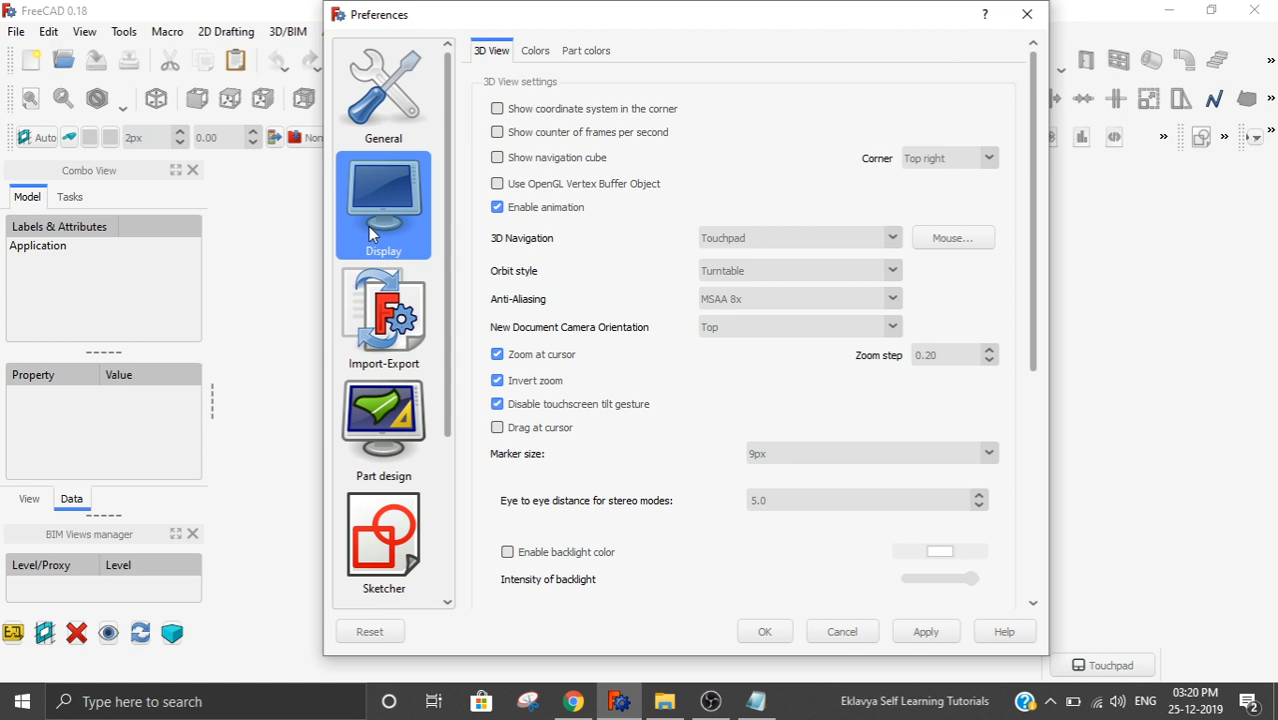 FreeCAD 0.18
File Edit View Tools Macro 2D Drafting 3D/BIM
Auto 2px 0.00 Non
Combo View
Model Tasks
Labels & Attributes
Application
Property Value
View Data
BIM Views manager
Level/Proxy Level
Preferences ?
General
Display
Import-Export
Part design
Sketcher
3D View Colors Part colors
3D View settings
Show coordinate system in the corner
Show counter of frames per second
Show navigation cube Corner Top right
Use OpenGL Vertex Buffer Object
Enable animation
3D Navigation Touchpad Mouse...
Orbit style Turntable
Anti-Aliasing MSAA 8x
New Document Camera Orientation Top
Zoom at cursor Zoom step 0.20
Invert zoom
Disable touchscreen tilt gesture
Drag at cursor
Marker size: 9px
Eye to eye distance for stereo modes: 5.0
Enable backlight color
Intensity of backlight
Reset OK Cancel Apply Help
Touchpad
Type here to search
Eklavya Self Learning Tutorials
ENG
03:20 PM
25-12-2019
2